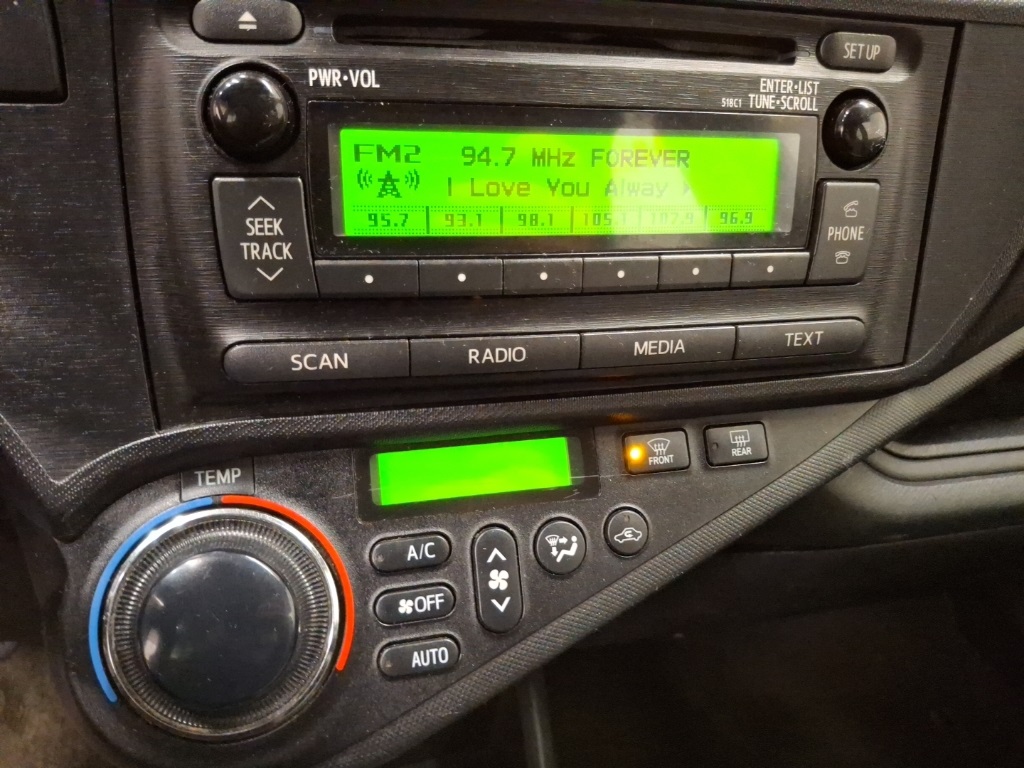 SET UP
PWR•VOL
ENTER•LIST
518C1 TUNE•SCROLL
FM2 94.7 MHz FOREVER
I Love You Alway
95.7 93.1 98.1 105.1 107.9 96.9
SEEK
TRACK
PHONE
SCAN RADIO MEDIA TEXT
TEMP
FRONT REAR
A/C
OFF
AUTO